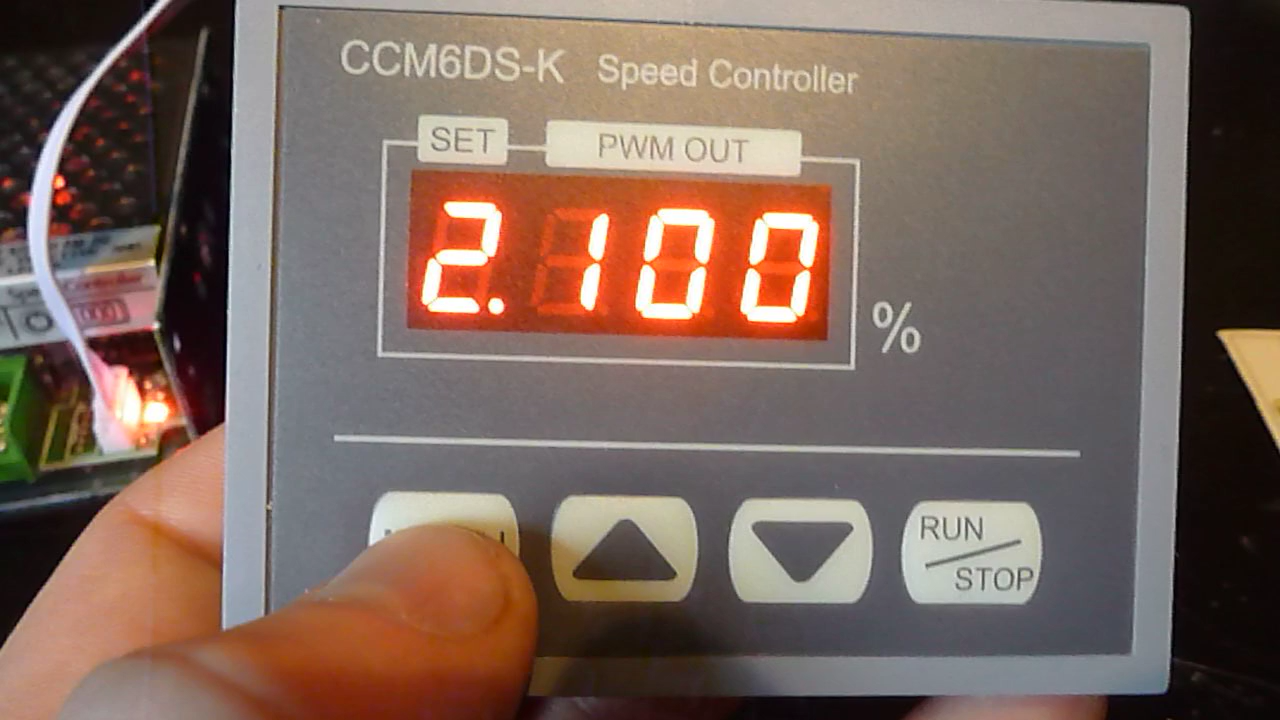 CCM6DS-K Speed Controller
SET PWM OUT
2.100
%
RUN
STOP